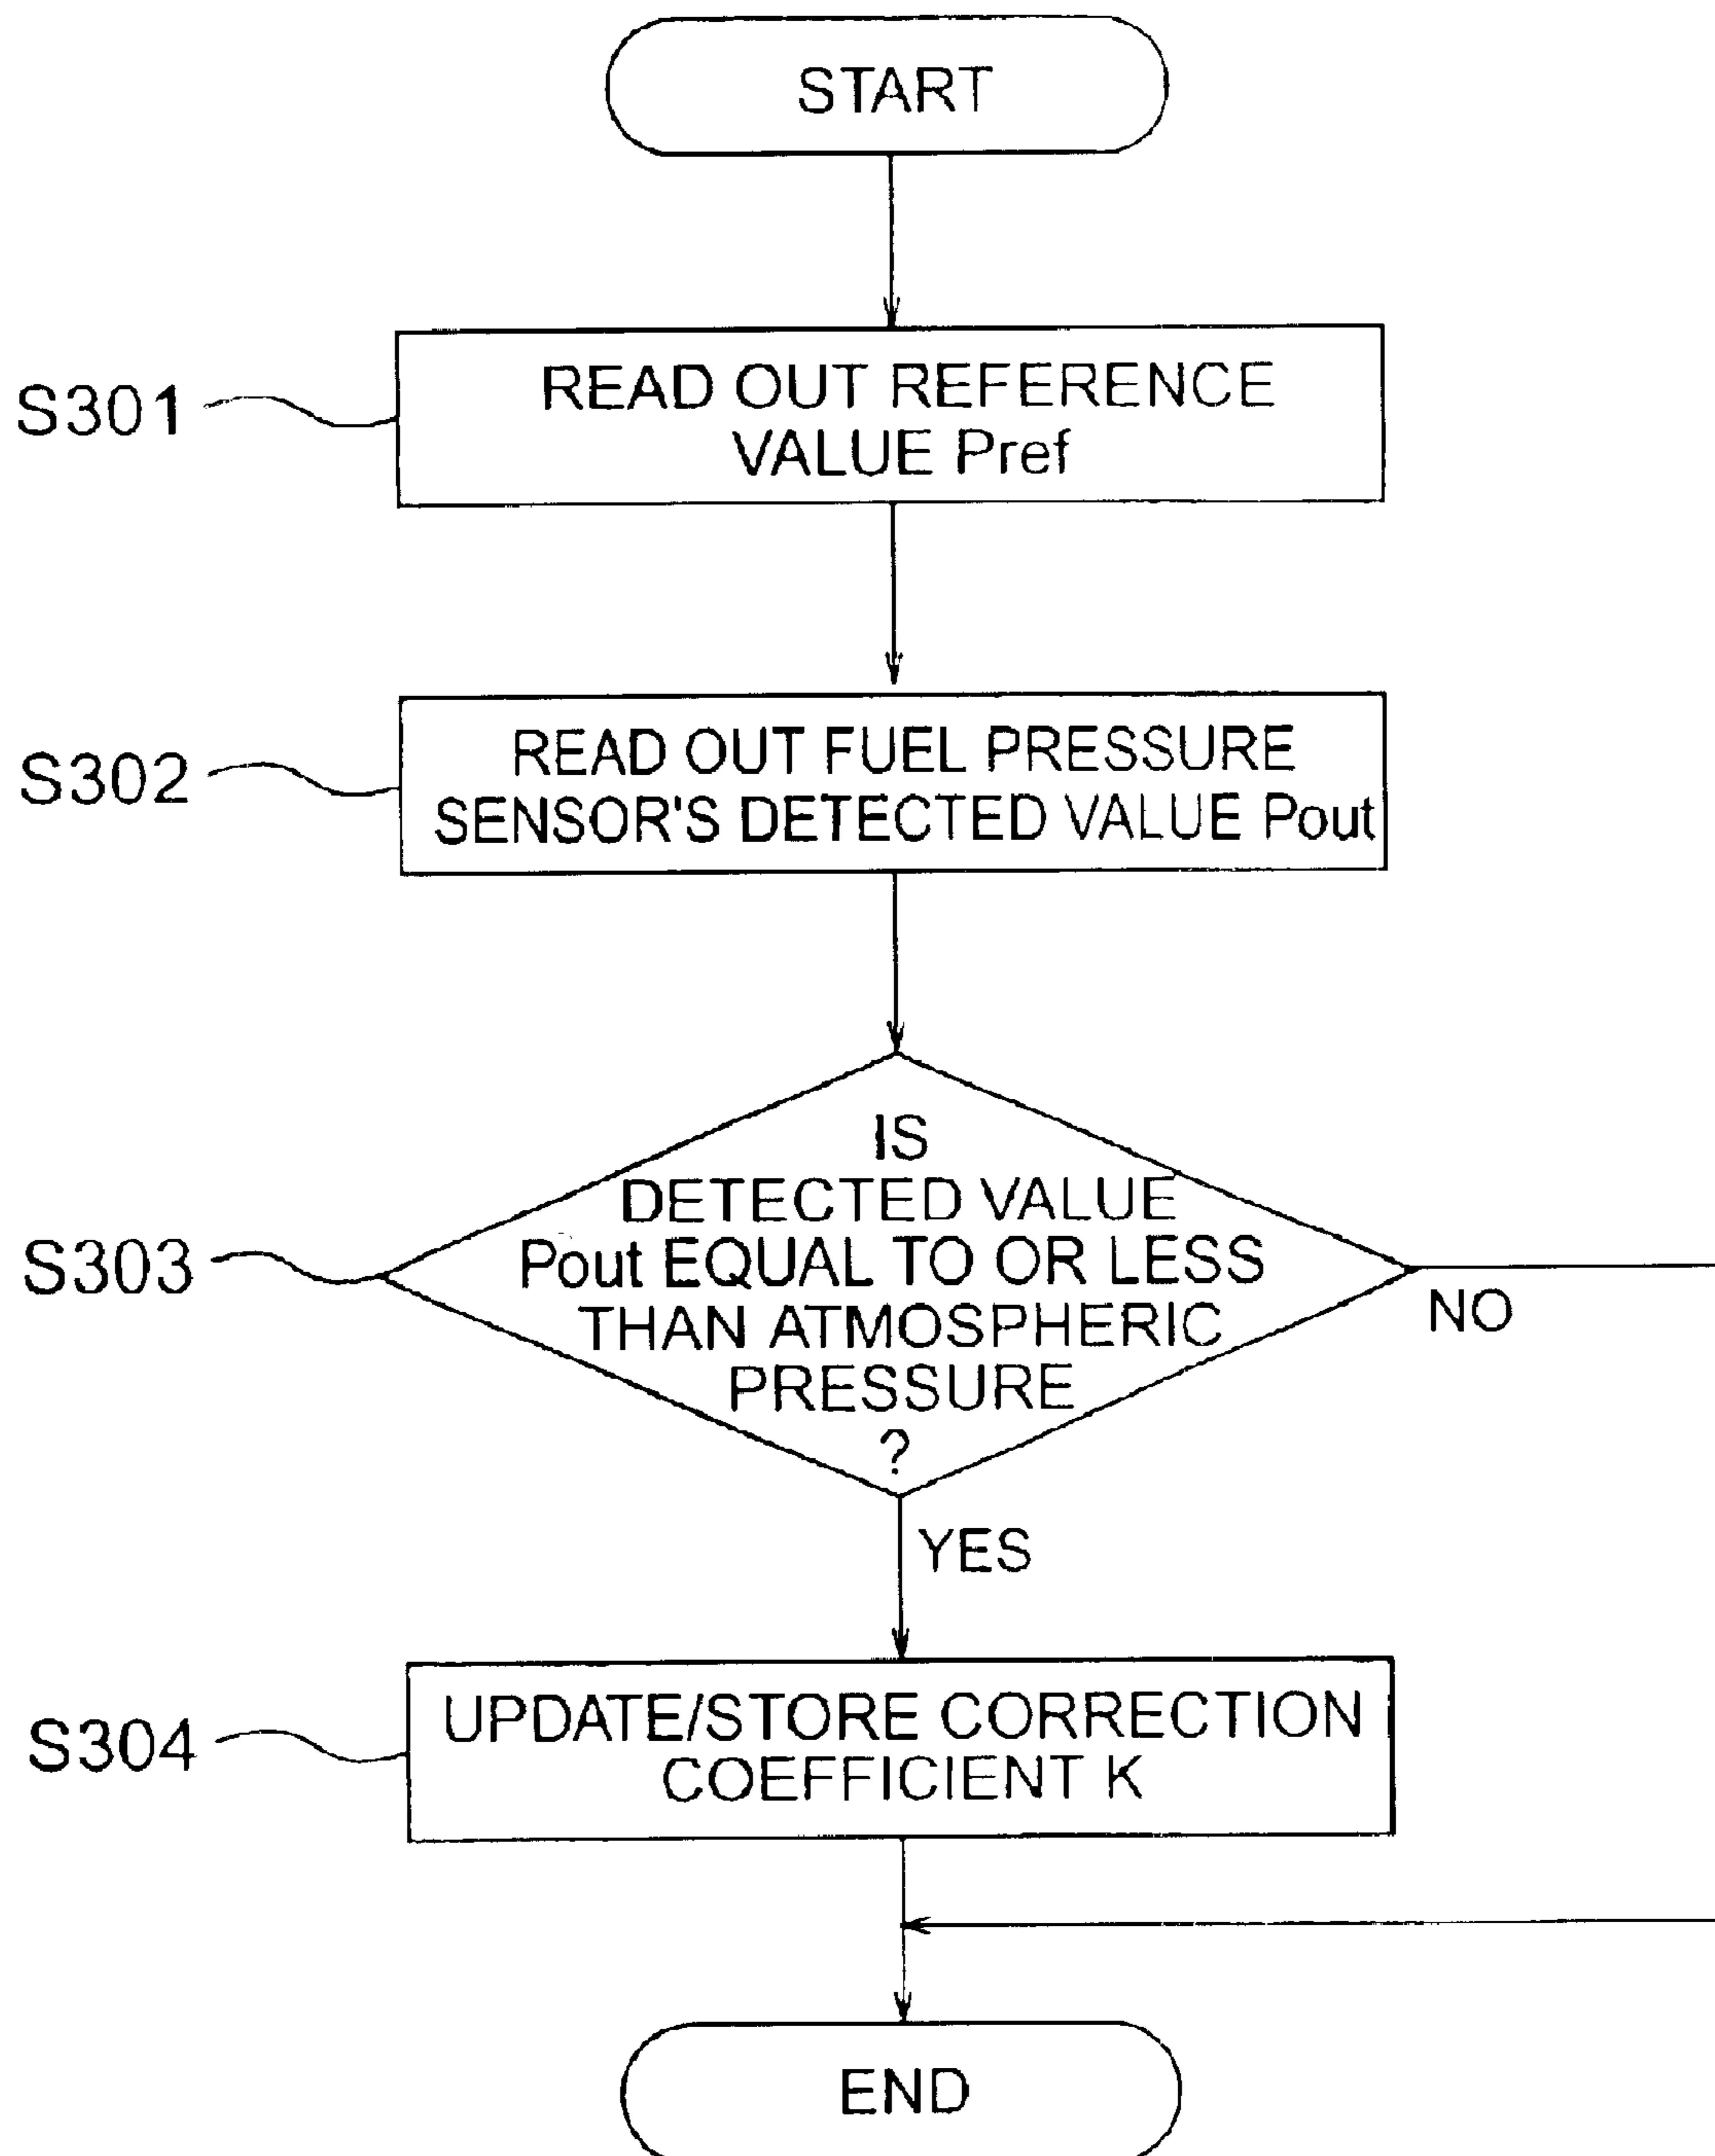 START
S301
READ OUT REFERENCE
VALUE Pref
S302
READ OUT FUEL PRESSURE
SENSOR'S DETECTED VALUE Pout
S303
IS
DETECTED VALUE
Pout EQUAL TO OR LESS
THAN ATMOSPHERIC
PRESSURE
?
NO
YES
S304
UPDATE/STORE CORRECTION
COEFFICIENT K
END